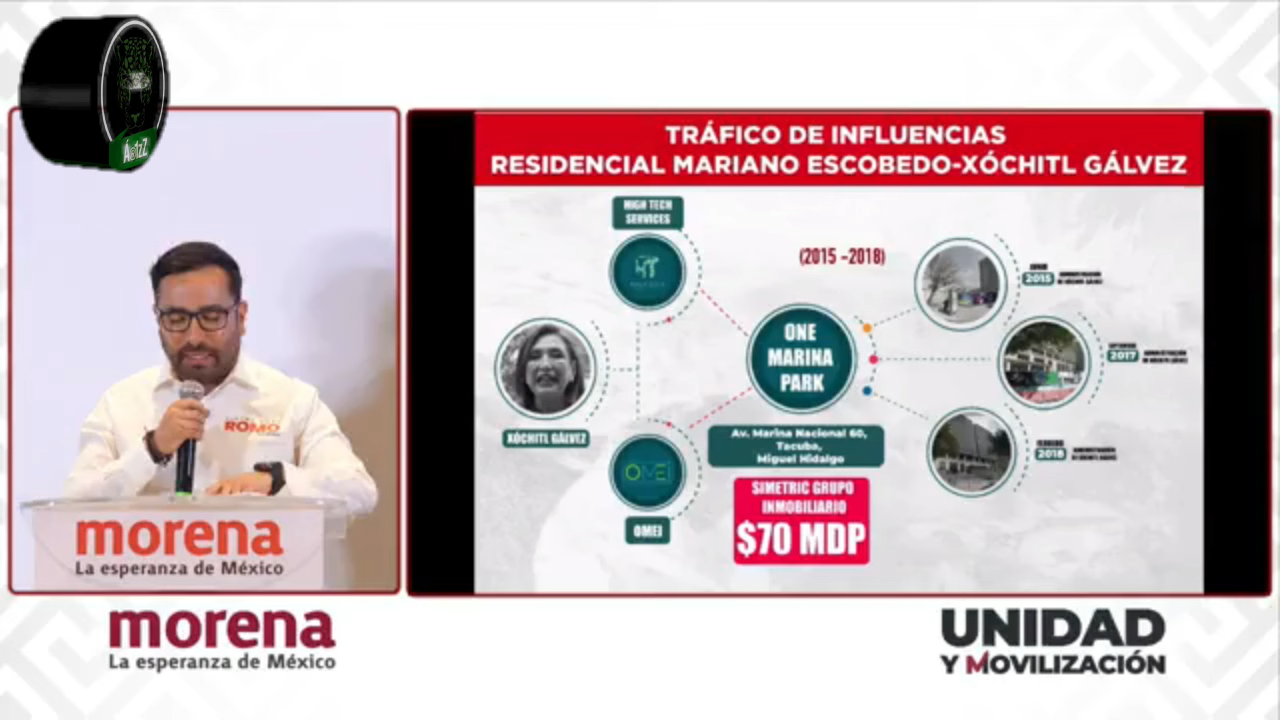 A@1zZ
TRÁFICO DE INFLUENCIAS
RESIDENCIAL MARIANO ESCOBEDO-XÓCHITL GÁLVEZ
HIGH TECH
SERVICES
(2015 -2018)
2015
ONE
MARINA
PARK
2017
XÓCHITL GÁLVEZ
Av. Marina Nacional 60,
Tacuba,
Miguel Hidalgo
FEBRERO
2018
OMEI
OMEI
SIMETRIC GRUPO
INMOBILIARIO
$70 MDP
ROMO
morena
La esperanza de México
morena
La esperanza de México
UNIDAD
Y MOVILIZACIÓN